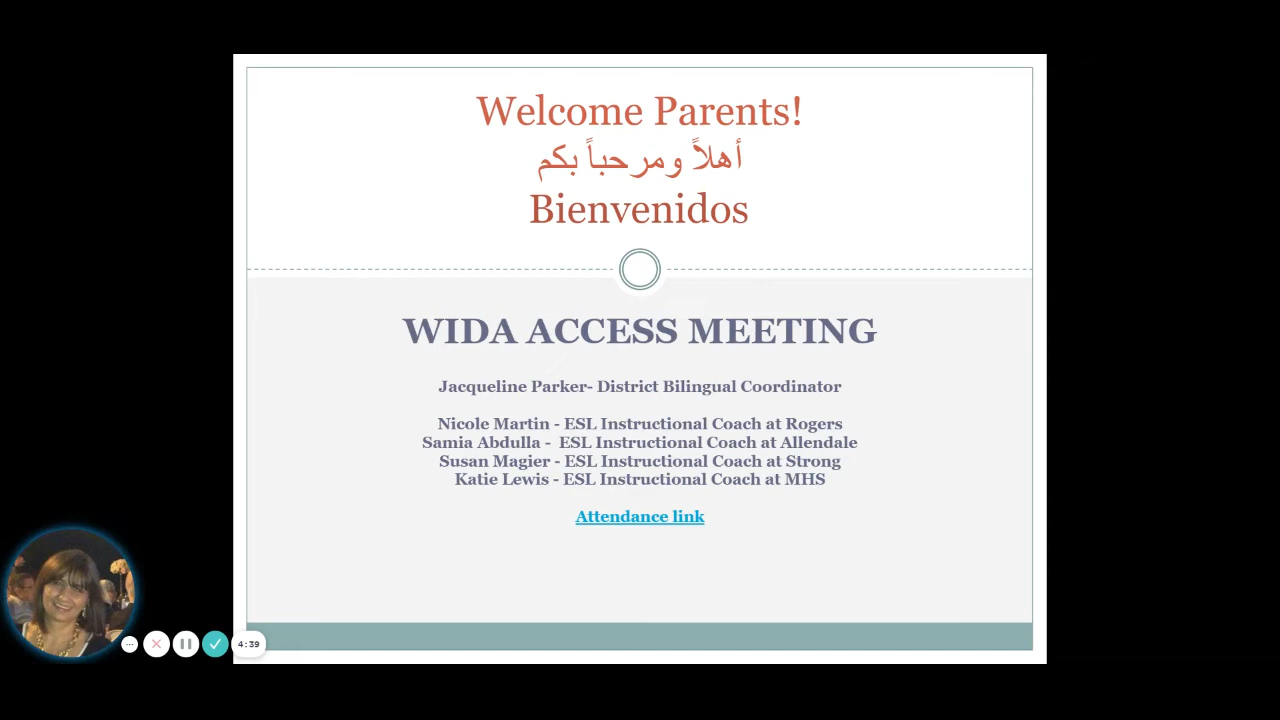 Welcome Parents!
أهلاً ومرحباً بكم
Bienvenidos
WIDA ACCESS MEETING
Jacqueline Parker- District Bilingual Coordinator
Nicole Martin - ESL Instructional Coach at Rogers
Samia Abdulla -  ESL Instructional Coach at Allendale
Susan Magier - ESL Instructional Coach at Strong
Katie Lewis - ESL Instructional Coach at MHS
Attendance link
4:39